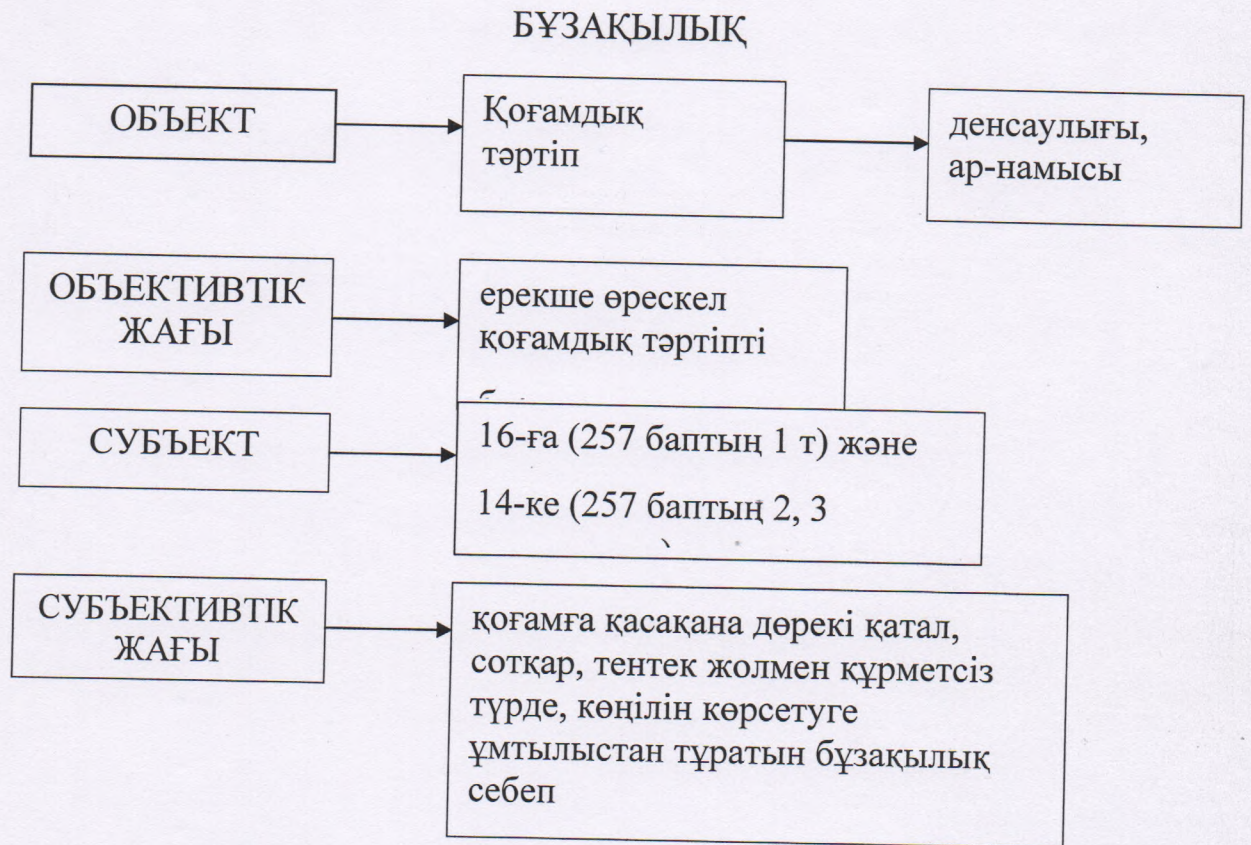 БҰЗАҚЫЛЫҚ
ОБЪЕКТ
Қоғамдық
тәртіп
денсаулығы,
ар-намысы
ОБЪЕКТИВТІК
ЖАҒЫ
ерекше өрескел
қоғамдық тәртіпті
СУБЪЕКТ
16-ға (257 баптың 1 т) және
14-ке (257 баптың 2, 3
СУБЪЕКТИВТІК
ЖАҒЫ
қоғамға қасақана дөрекі қатал,
сотқар, тентек жолмен құрметсіз
түрде, көңілін көрсетуге
ұмтылыстан тұратын бұзақылық
себеп